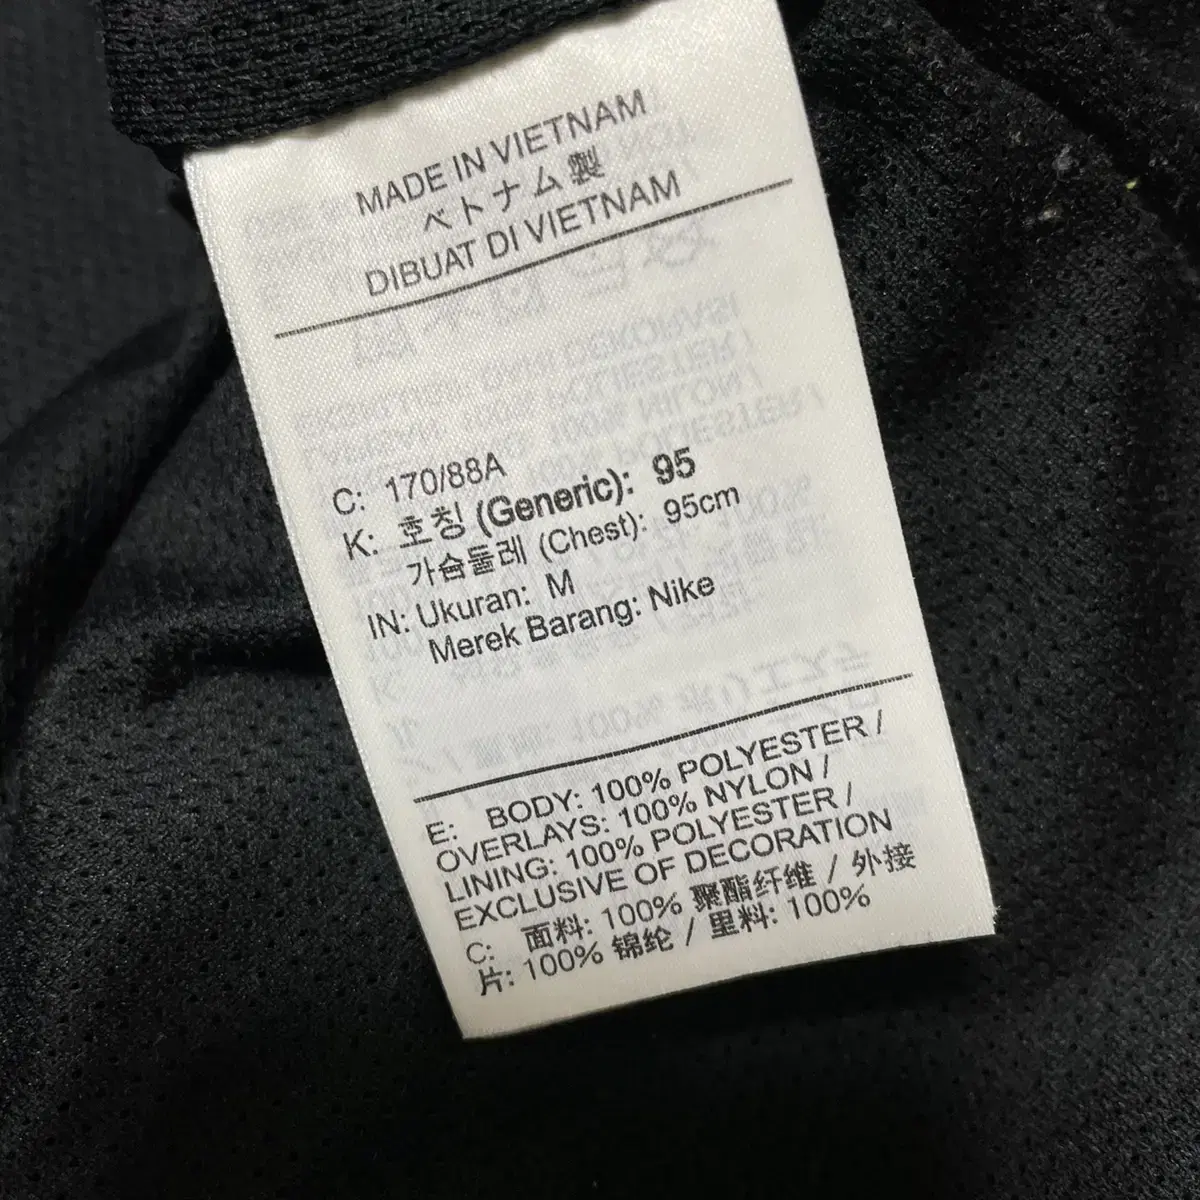 MADE IN VIETNAM
ベトナム製
DIBUAT DI VIETNAM
C: 170/88A
K: 호칭 (Generic): 95
가슴둘레 (Chest): 95cm
IN: Ukuran: M
Merek Barang: Nike
E: BODY: 100% POLYESTER /
OVERLAYS: 100% NYLON /
LINING: 100% POLYESTER /
EXCLUSIVE OF DECORATION
C: 面料: 100% 聚酯纤维 / 外接
片: 100% 锦纶 / 里料: 100%